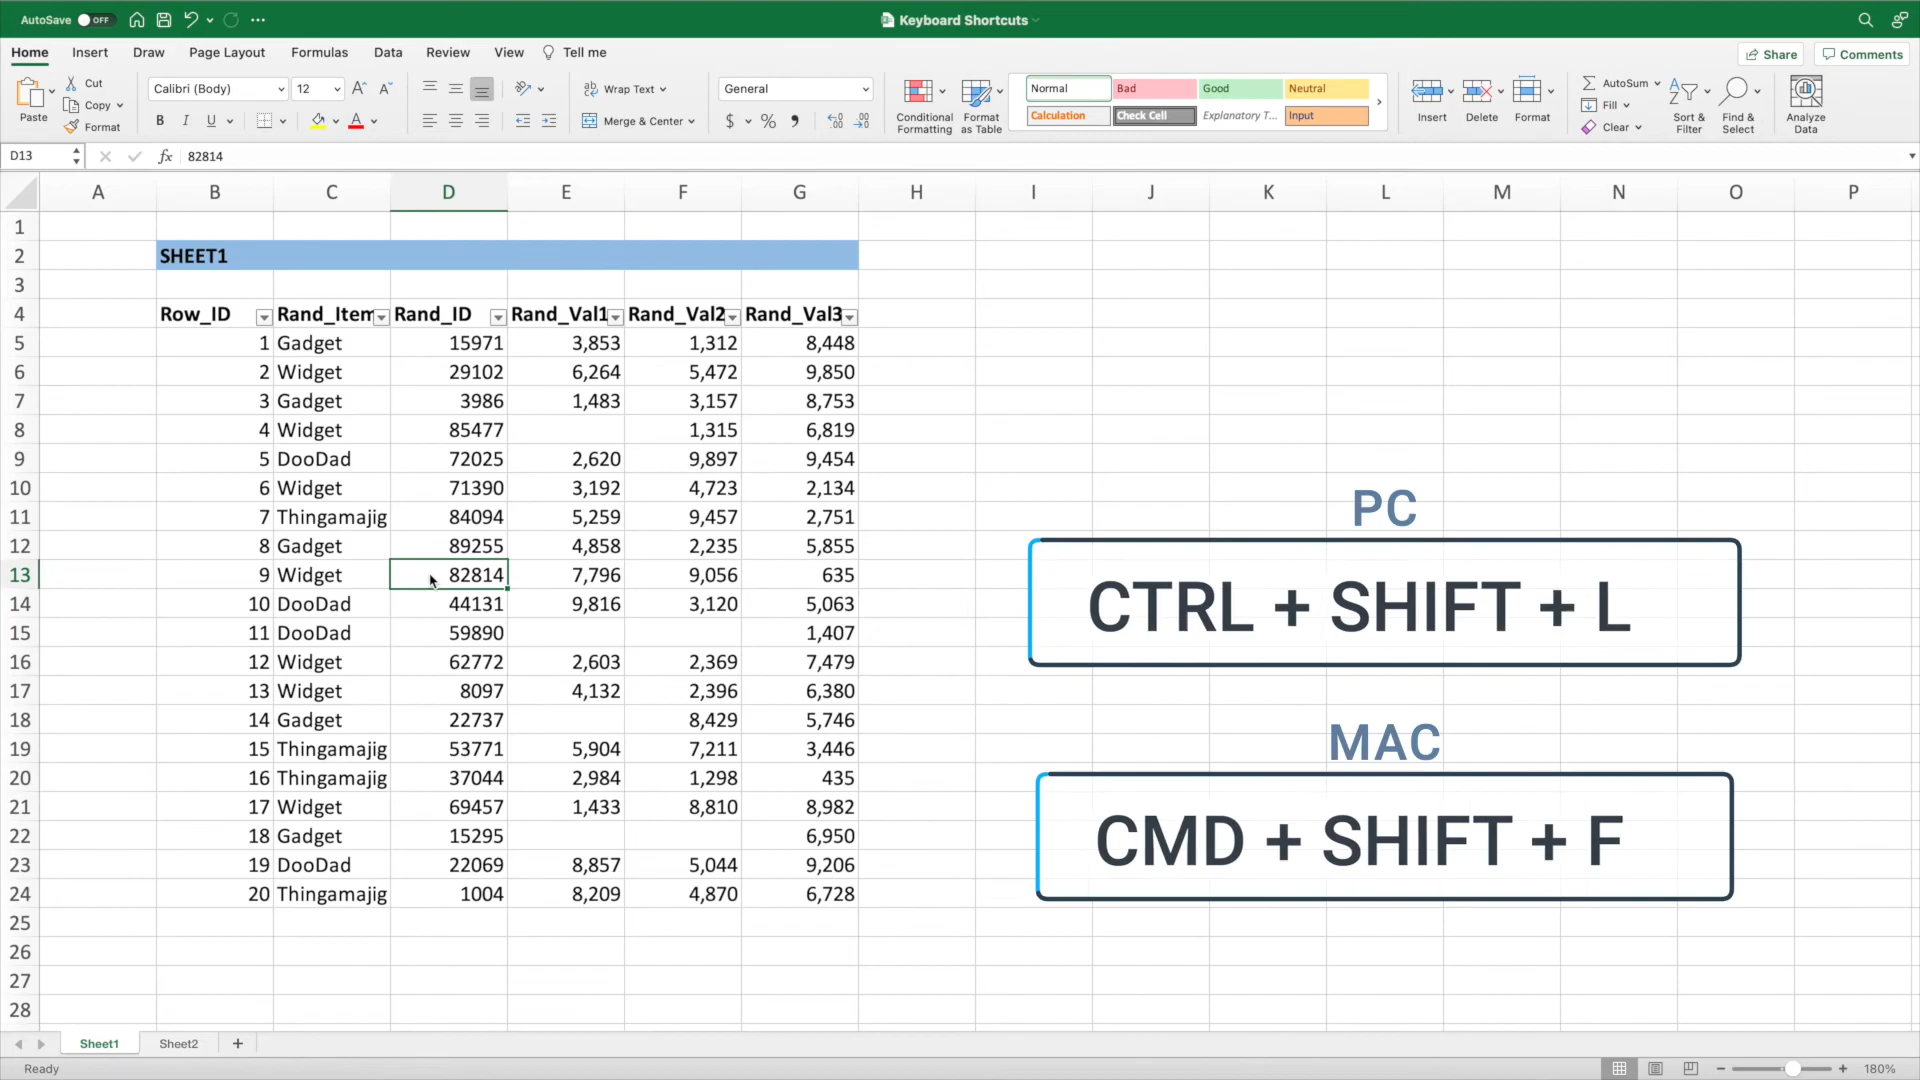 AutoSave OFF
Keyboard Shortcuts
Home Insert Draw Page Layout Formulas Data Review View Tell me
Share Comments
Paste
Cut
Copy
Format
Calibri (Body) 12
B I U
Wrap Text
Merge & Center
General
$ %
Conditional Formatting
Format as Table
Normal Bad Good Neutral
Calculation Check Cell Explanatory T... Input
Insert
Delete
Format
AutoSum
Fill
Clear
Sort & Filter
Find & Select
Analyze Data
D13 fx 82814
A B C D E F G H I J K L M N O P
1
2 SHEET1
3
4 Row_ID Rand_Item Rand_ID Rand_Val1 Rand_Val2 Rand_Val3
5 1 Gadget 15971 3,853 1,312 8,448
6 2 Widget 29102 6,264 5,472 9,850
7 3 Gadget 3986 1,483 3,157 8,753
8 4 Widget 85477 1,315 6,819
9 5 DooDad 72025 2,620 9,897 9,454
10 6 Widget 71390 3,192 4,723 2,134
11 7 Thingamajig 84094 5,259 9,457 2,751
12 8 Gadget 89255 4,858 2,235 5,855
13 9 Widget 82814 7,796 9,056 635
14 10 DooDad 44131 9,816 3,120 5,063
15 11 DooDad 59890 1,407
16 12 Widget 62772 2,603 2,369 7,479
17 13 Widget 8097 4,132 2,396 6,380
18 14 Gadget 22737 8,429 5,746
19 15 Thingamajig 53771 5,904 7,211 3,446
20 16 Thingamajig 37044 2,984 1,298 435
21 17 Widget 69457 1,433 8,810 8,982
22 18 Gadget 15295 6,950
23 19 DooDad 22069 8,857 5,044 9,206
24 20 Thingamajig 1004 8,209 4,870 6,728
25
26
27
28
PC
CTRL + SHIFT + L
MAC
CMD + SHIFT + F
Sheet1 Sheet2 +
Ready
180%